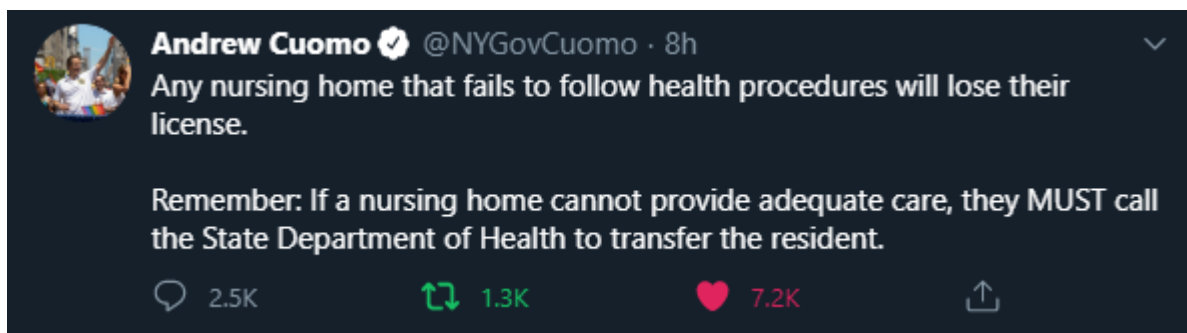 Andrew Cuomo @NYGovCuomo · 8h
Any nursing home that fails to follow health procedures will lose their
license.
Remember: If a nursing home cannot provide adequate care, they MUST call
the State Department of Health to transfer the resident.
2.5K 1.3K 7.2K